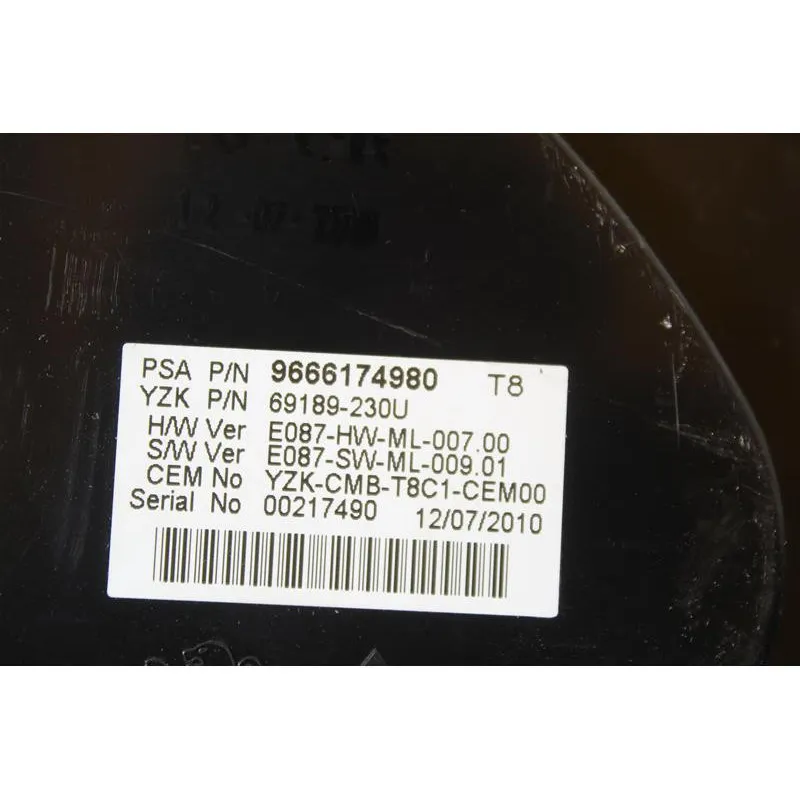 PSA P/N 9666174980 T8
YZK P/N 69189-230U
H/W Ver E087-HW-ML-007.00
S/W Ver E087-SW-ML-009.01
CEM No YZK-CMB-T8C1-CEM00
Serial No 00217490 12/07/2010